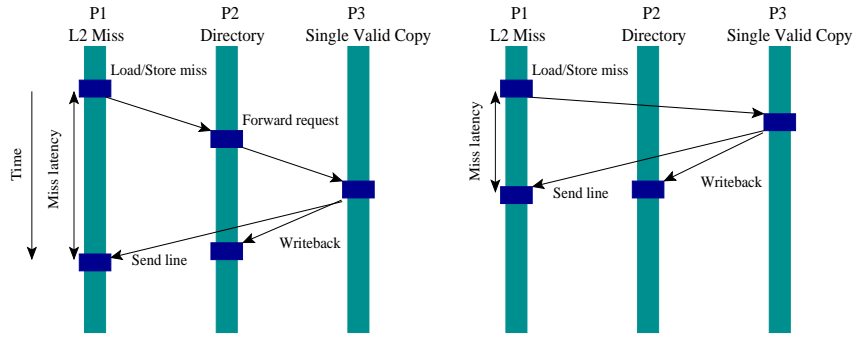 P1
P2
P3
L2 Miss
Directory
Single Valid Copy
Load/Store miss
Forward request
Time
Miss latency
Send line
Writeback
P1
P2
P3
L2 Miss
Directory
Single Valid Copy
Load/Store miss
Miss latency
Send line
Writeback